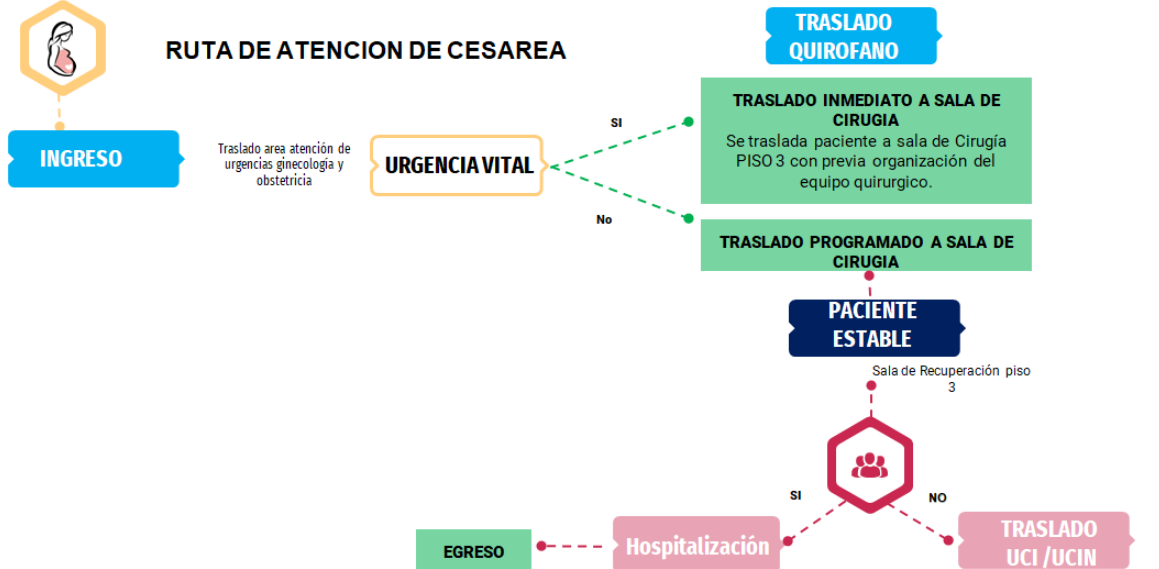 RUTA DE ATENCION DE CESAREA
TRASLADO
QUIROFANO
INGRESO
Traslado area atención de
urgencias ginecología y
obstetricia
URGENCIA VITAL
SI
No
TRASLADO INMEDIATO A SALA DE
CIRUGIA
Se traslada paciente a sala de Cirugía
PISO 3 con previa organización del
equipo quirurgico.
TRASLADO PROGRAMADO A SALA DE
CIRUGIA
PACIENTE
ESTABLE
Sala de Recuperación piso
3
SI
NO
EGRESO
Hospitalización
TRASLADO
UCI /UCIN